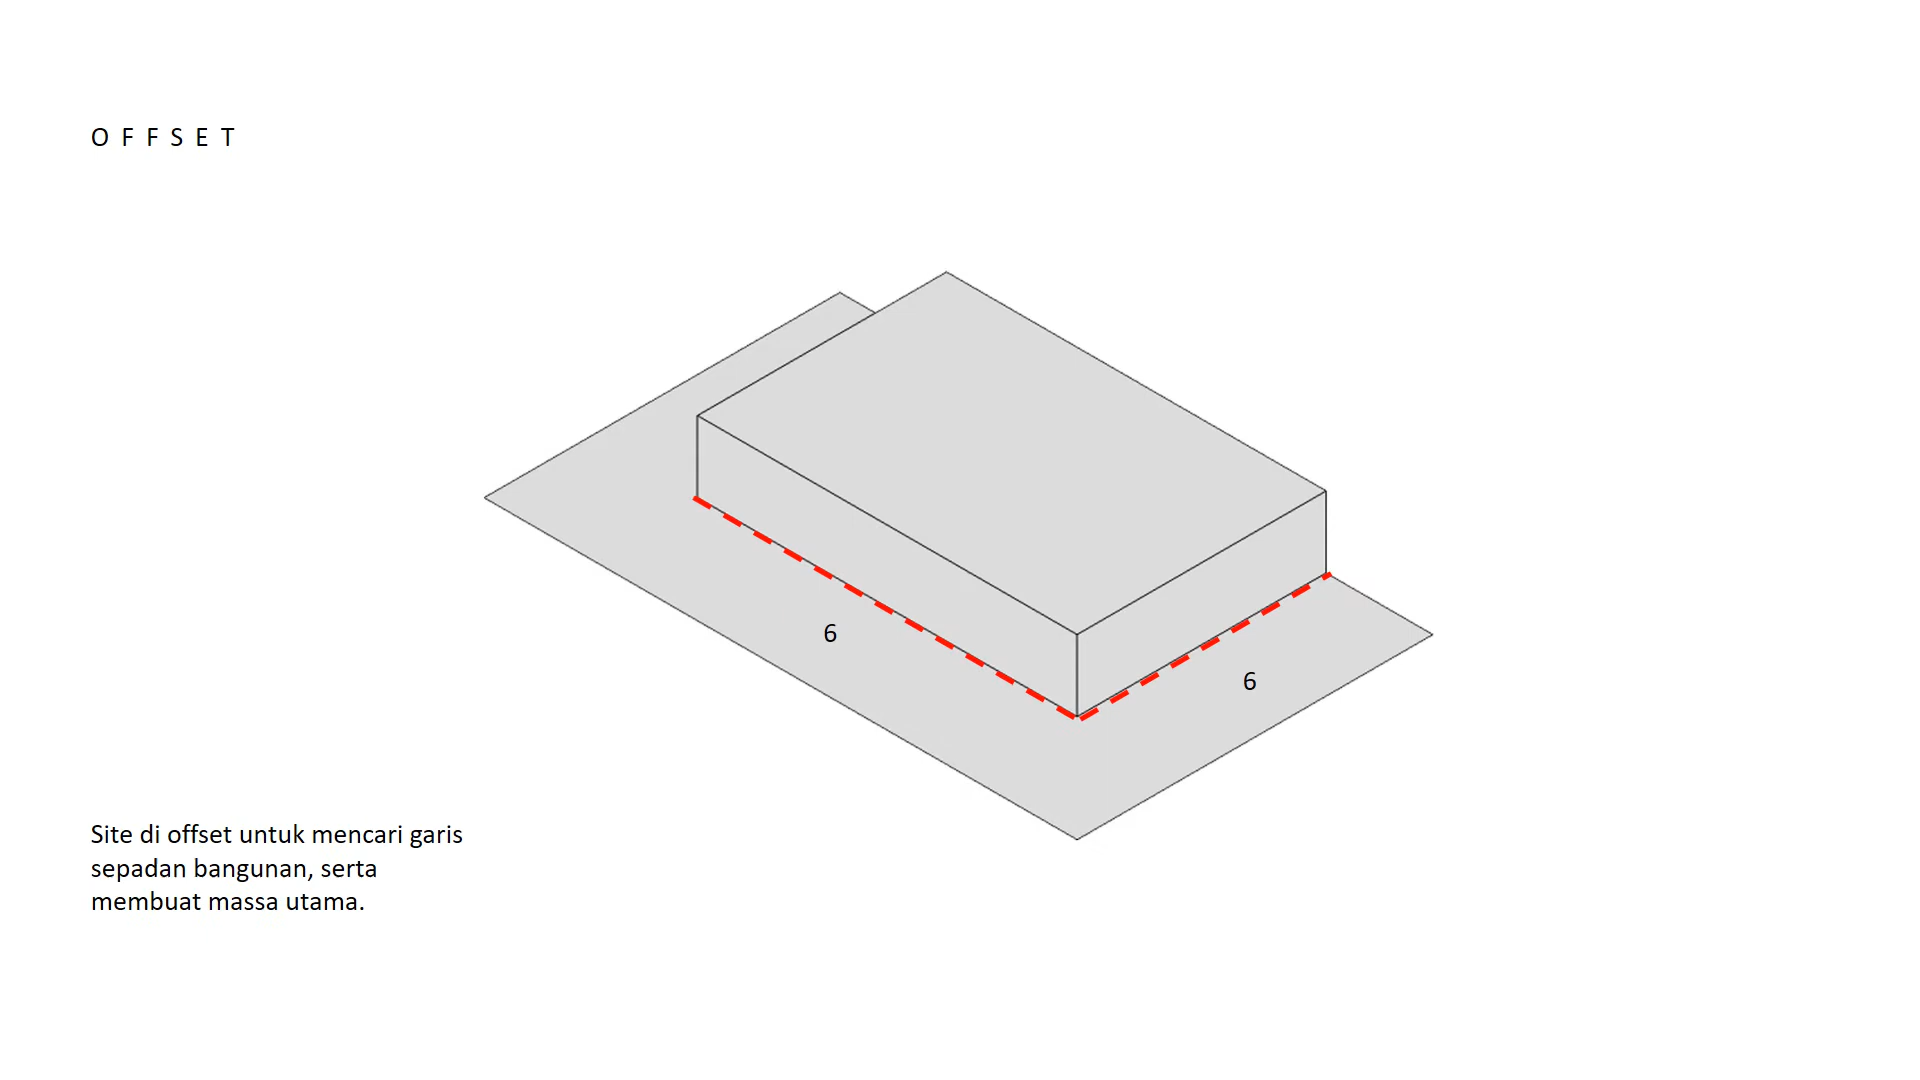 O F F S E T
6
6
Site di offset untuk mencari garis
sepadan bangunan, serta
membuat massa utama.